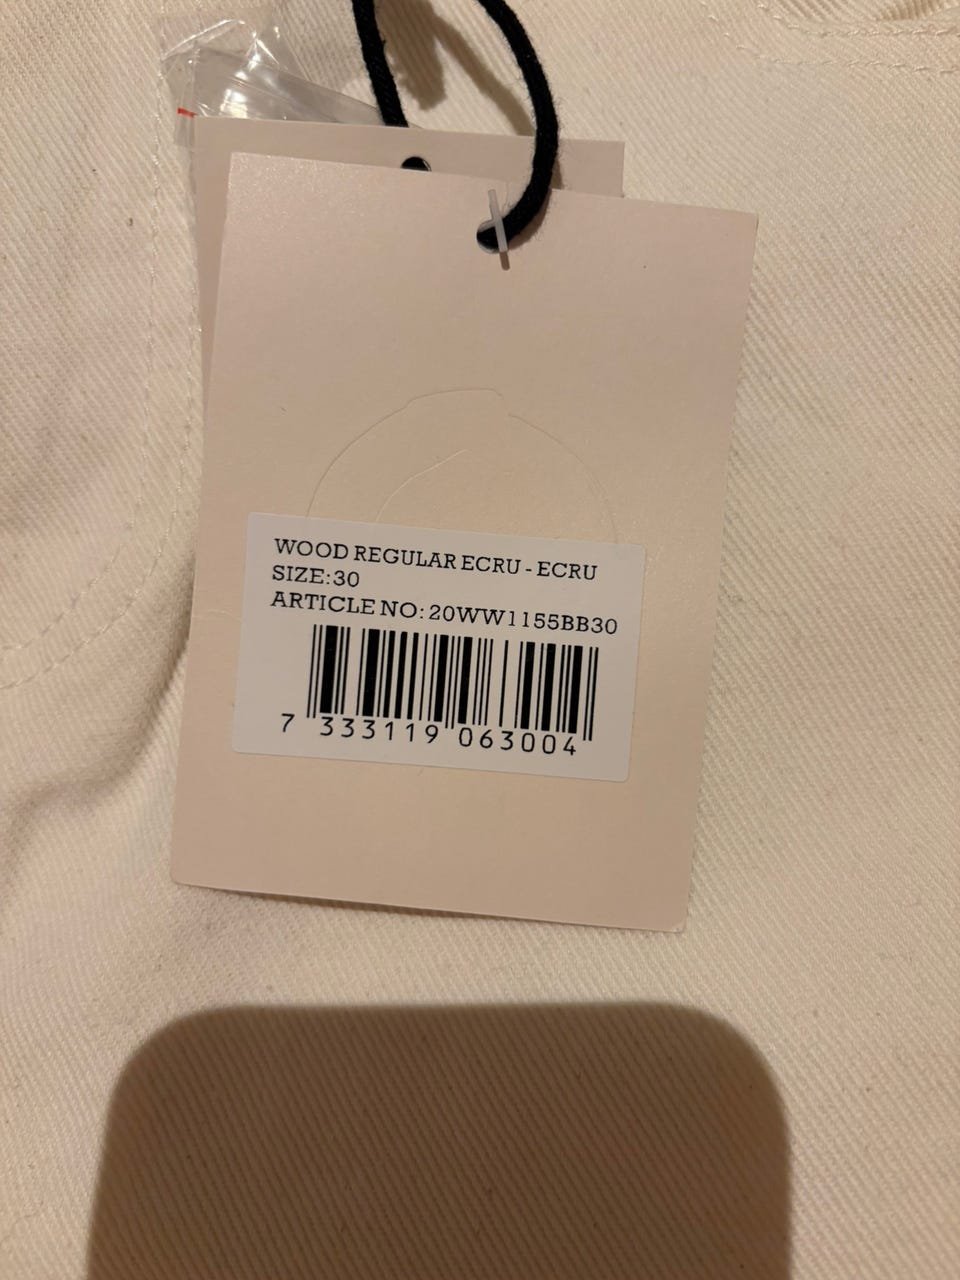 WOOD REGULAR ECRU - ECRU
SIZE: 30
ARTICLE NO: 20WW1155BB30
7 333119 063004